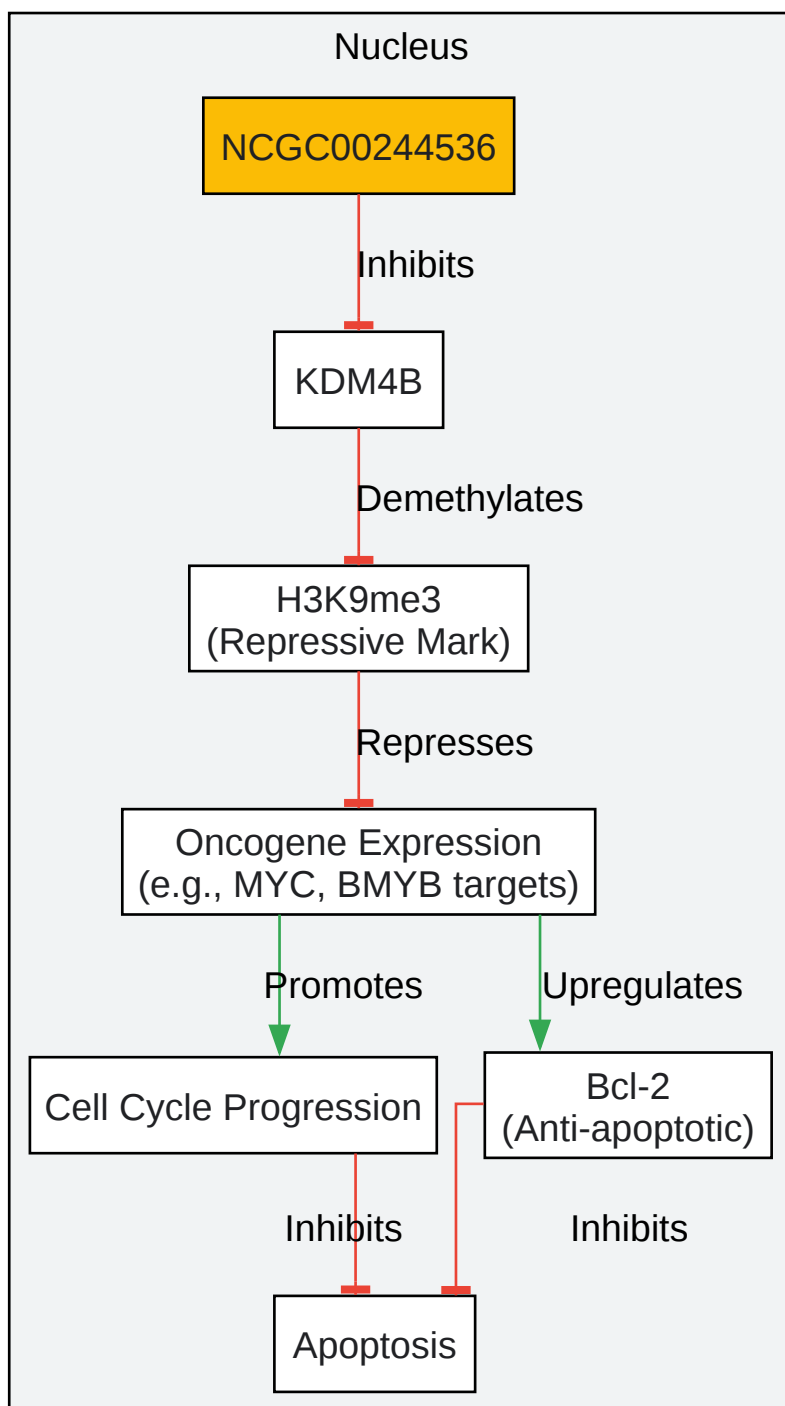 Nucleus
NCGC00244536
Inhibits
KDM4B
Demethylates
H3K9me3
(Repressive Mark)
Represses
Oncogene Expression
(e.g., MYC, BMYB targets)
Promotes
Upregulates
Cell Cycle Progression
Bcl-2
(Anti-apoptotic)
Inhibits
Inhibits
Apoptosis